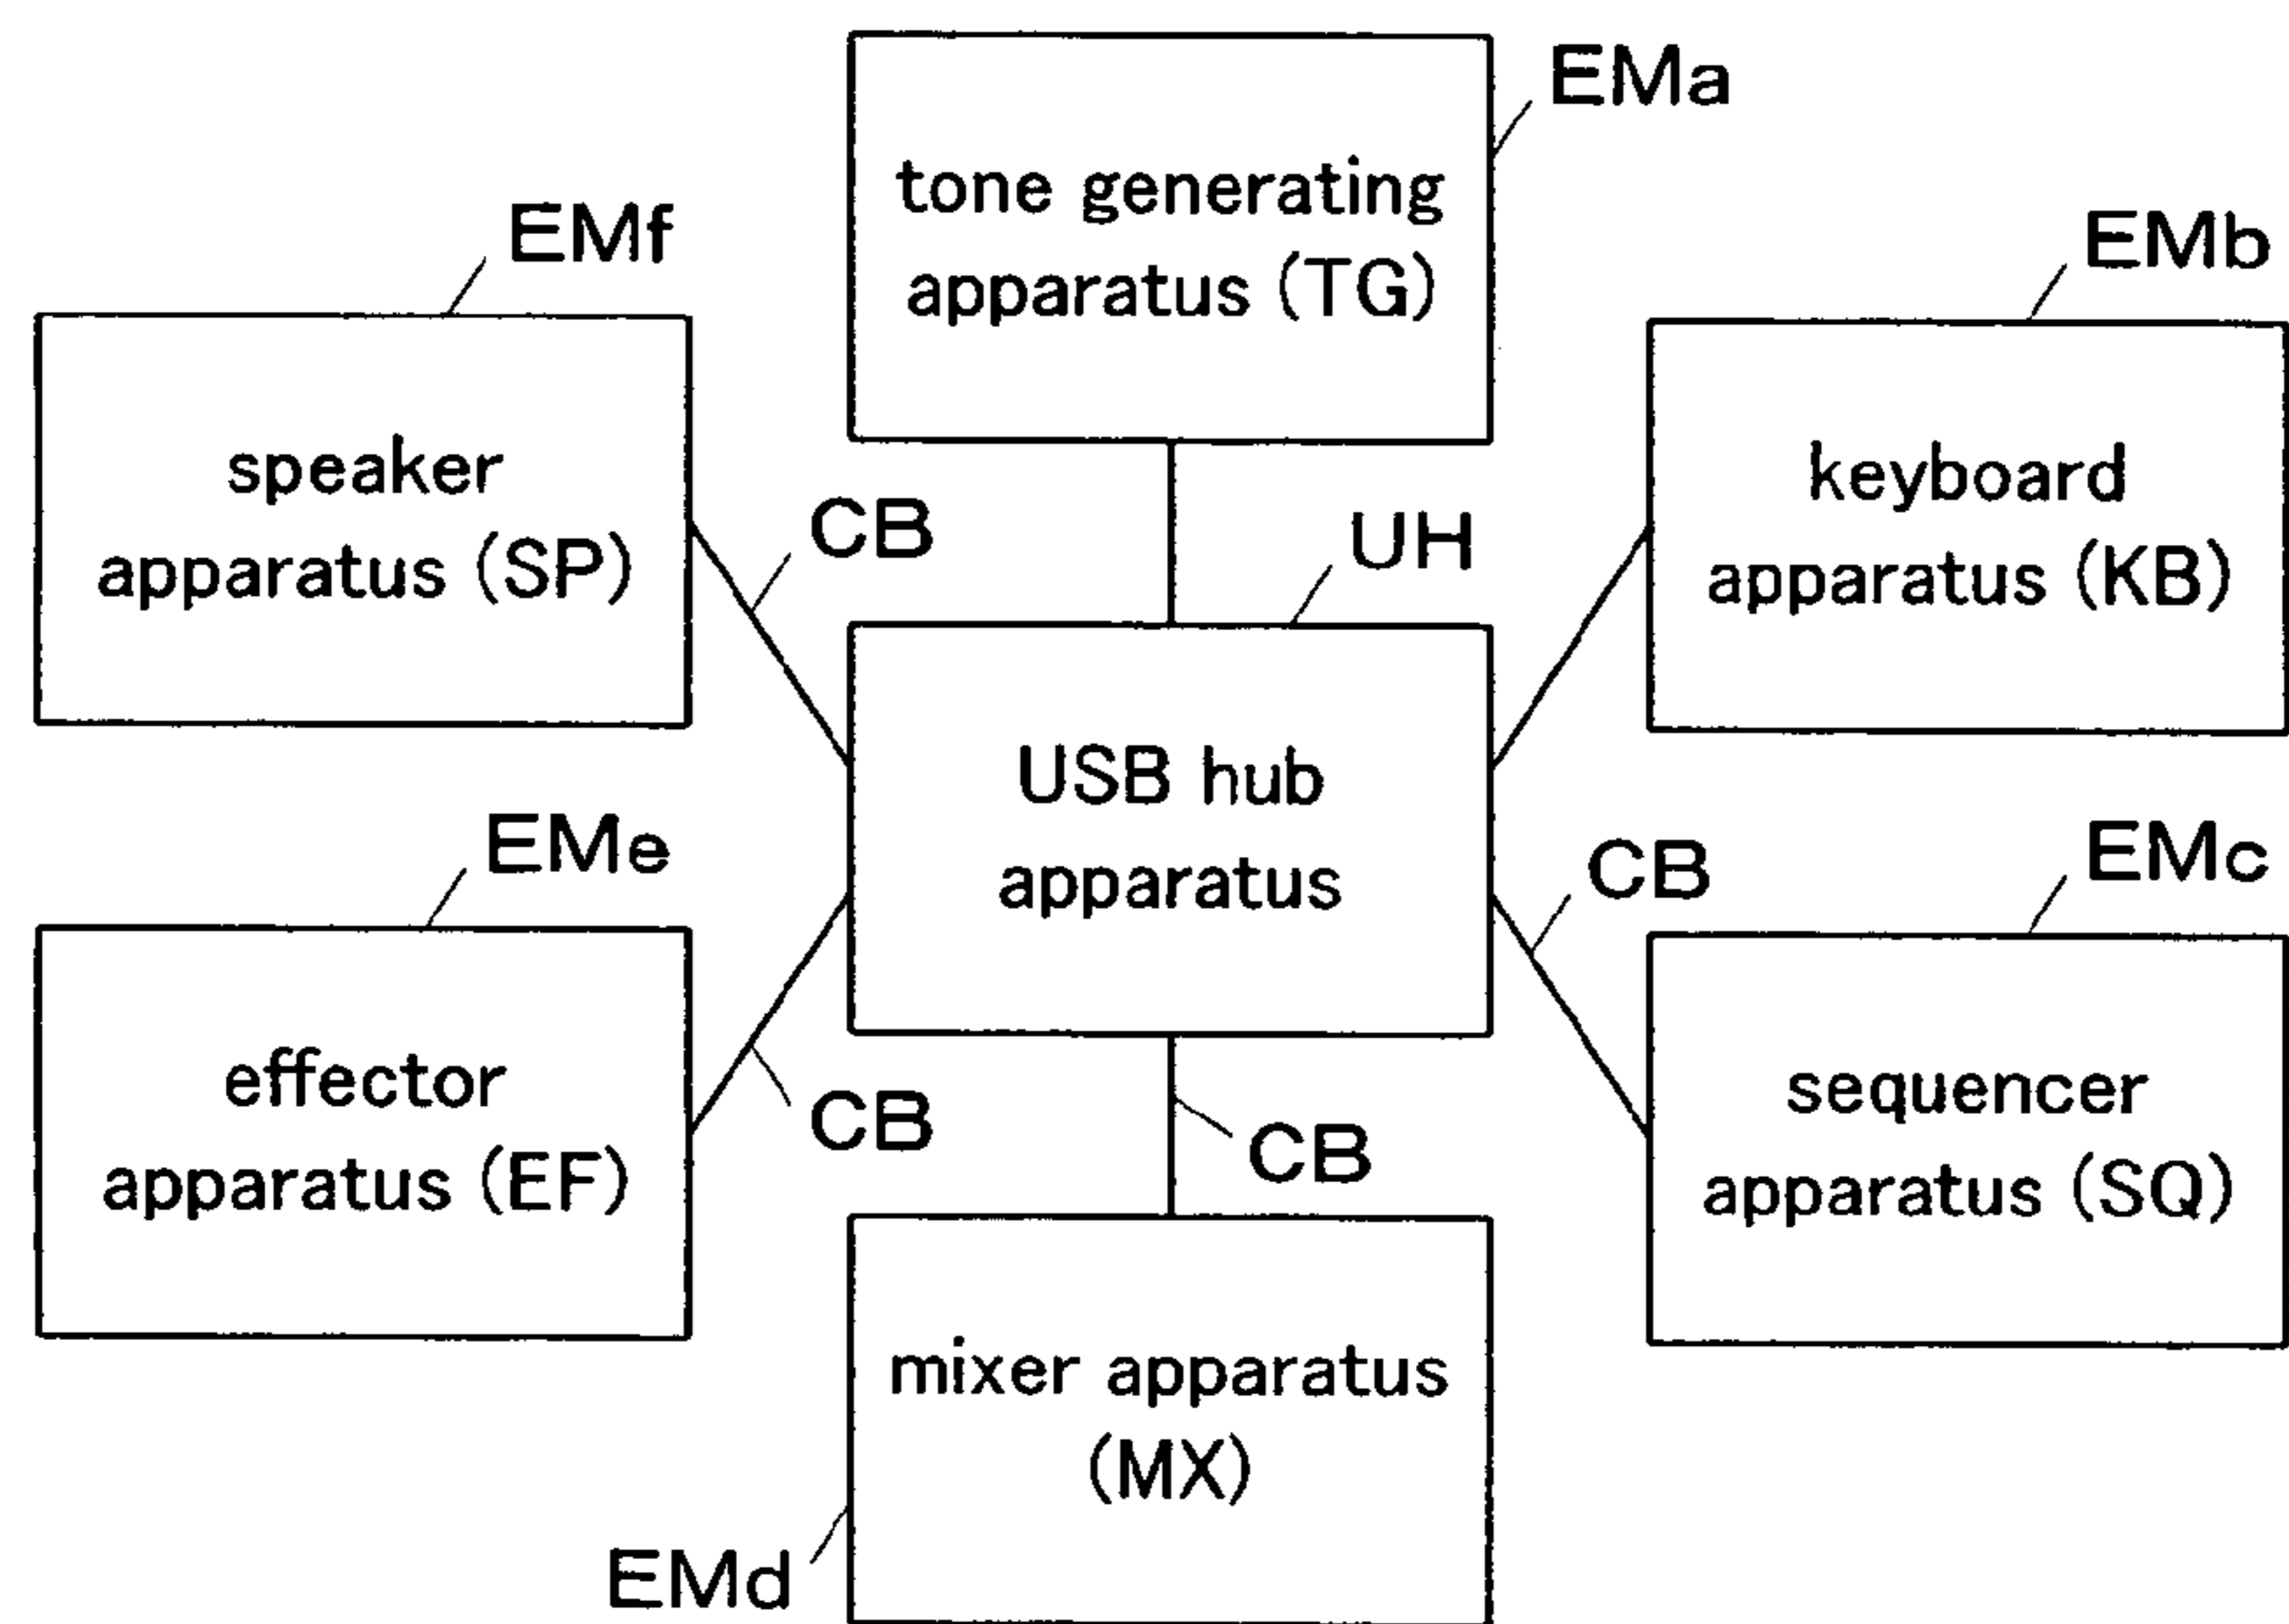 EMa
tone generating
apparatus (TG)
EMf
EMb
speaker
apparatus (SP)
keyboard
apparatus (KB)
CB
UH
USB hub
apparatus
EMe
EMc
CB
effector
apparatus (EF)
sequencer
apparatus (SQ)
CB
CB
mixer apparatus
(MX)
EMd